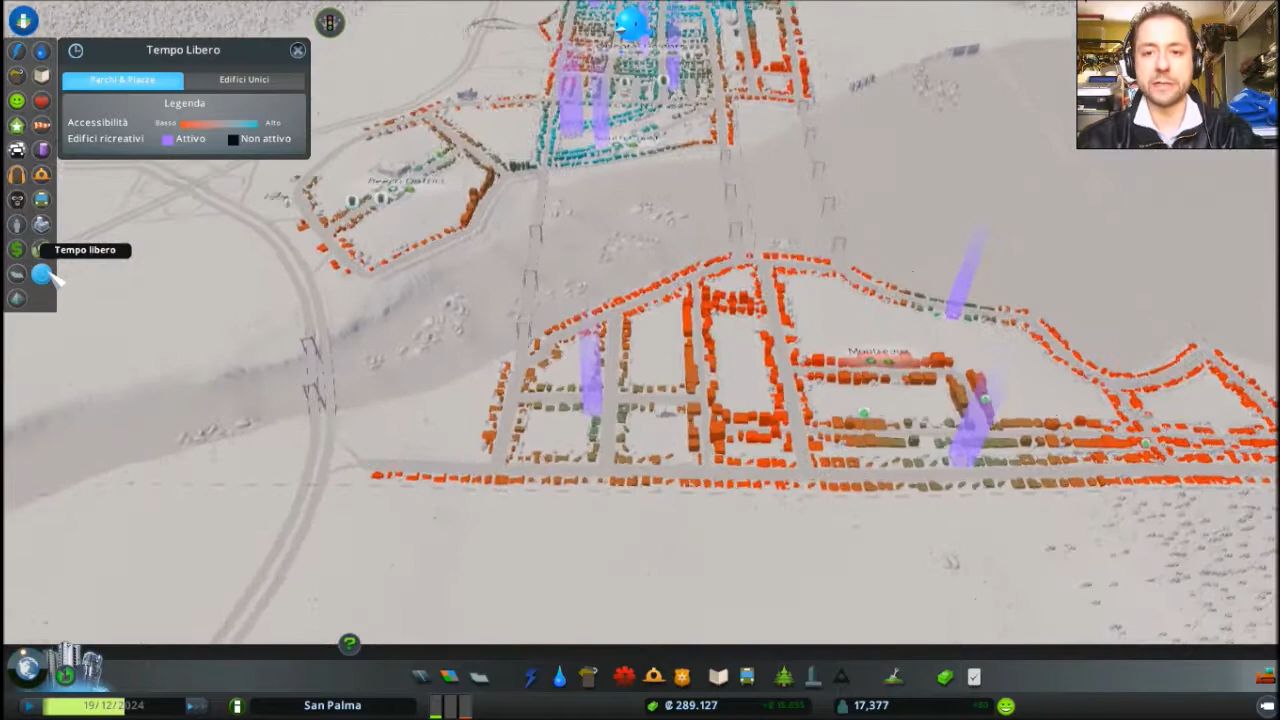 Tempo Libero
Parchi & Piazze
Edifici Unici
Legenda
Accessibilità
Basso
Alto
Edifici ricreativi
Attivo
Non attivo
Tempo libero
?
19/12/2024
San Palma
₡ 289.127
17,377